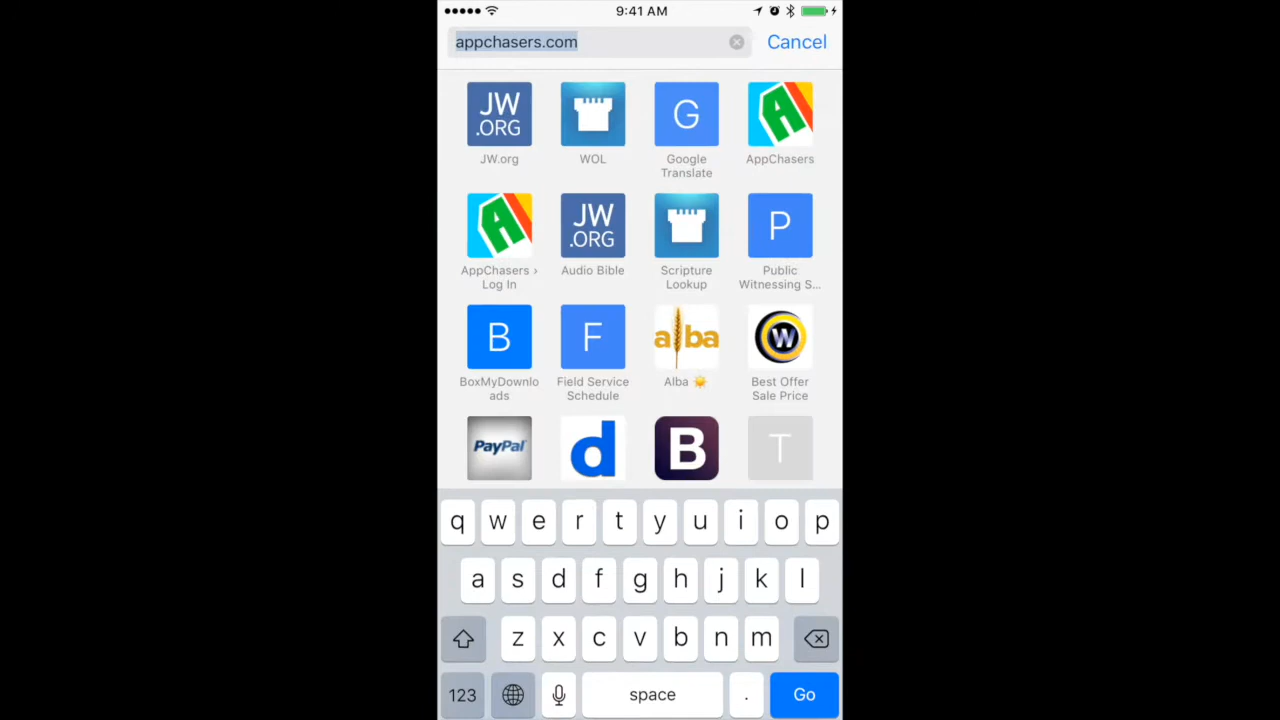 9:41 AM
appchasers.com
Cancel
JW
.ORG
G
A
JW.org
WOL
Google
Translate
AppChasers
A
JW
.ORG
P
AppChasers ›
Log In
Audio Bible
Scripture
Lookup
Public
Witnessing S...
B
F
alba
W
BoxMyDownlo
ads
Field Service
Schedule
Alba ☀️
Best Offer
Sale Price
PayPal
d
B
T
q w e r t y u i o p
a s d f g h j k l
z x c v b n m
123
space
.
Go